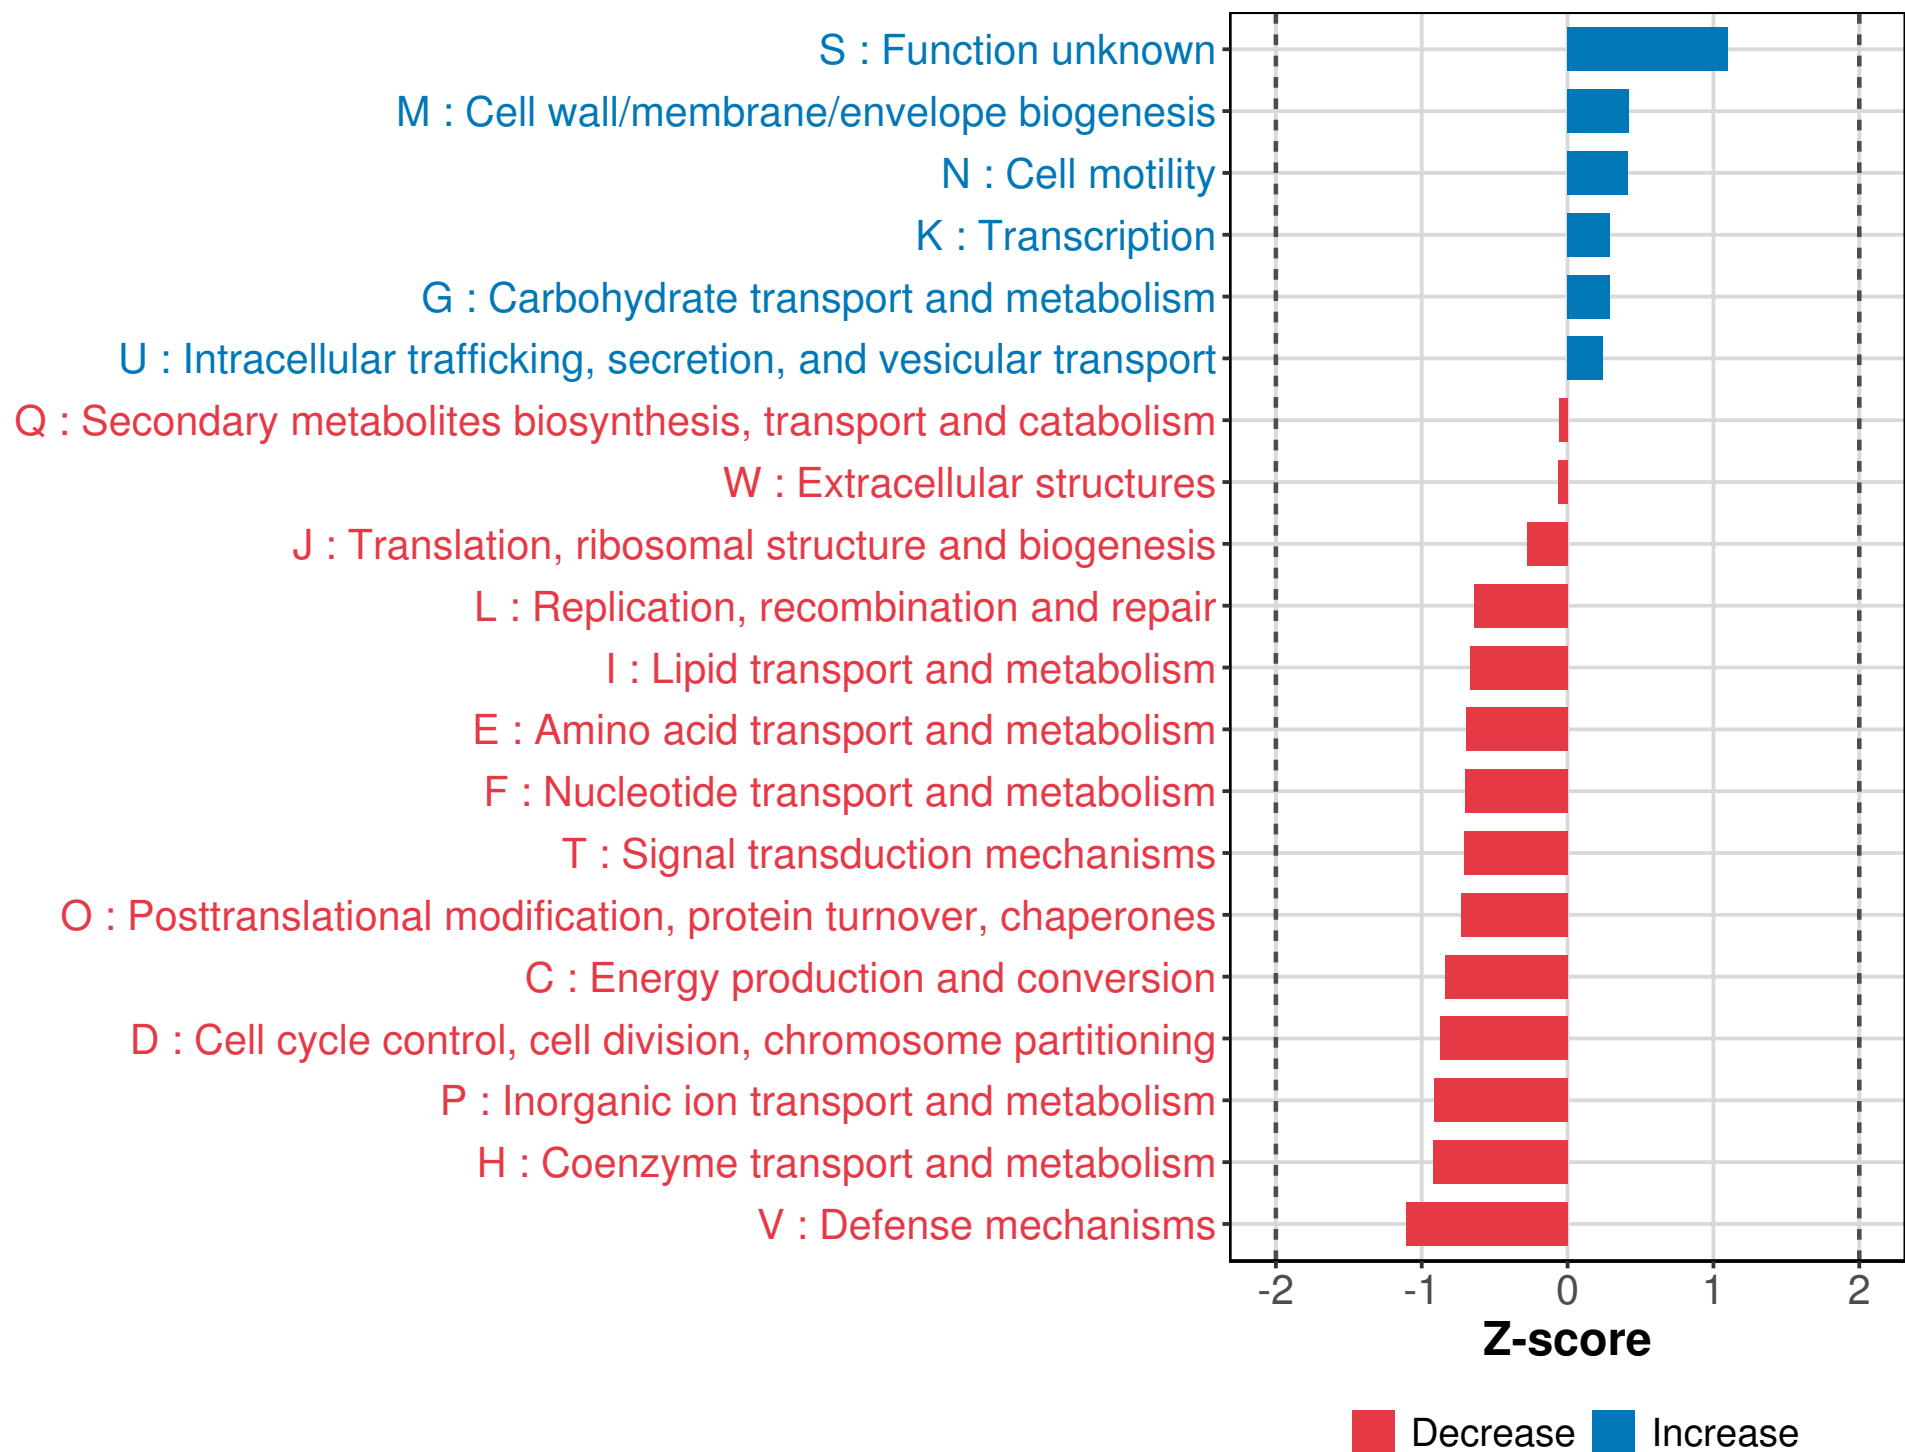 S : Function unknown
M : Cell wall/membrane/envelope biogenesis
N : Cell motility
K : Transcription
G : Carbohydrate transport and metabolism
U : Intracellular trafficking, secretion, and vesicular transport
Q : Secondary metabolites biosynthesis, transport and catabolism
W : Extracellular structures
J : Translation, ribosomal structure and biogenesis
L : Replication, recombination and repair
I : Lipid transport and metabolism
E : Amino acid transport and metabolism
F : Nucleotide transport and metabolism
T : Signal transduction mechanisms
O : Posttranslational modification, protein turnover, chaperones
C : Energy production and conversion
D : Cell cycle control, cell division, chromosome partitioning
P : Inorganic ion transport and metabolism
H : Coenzyme transport and metabolism
V : Defense mechanisms
-2 -1 0 1 2
Z-score
Decrease Increase